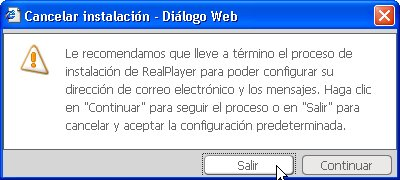 Cancelar instalación - Diálogo Web
Le recomendamos que lleve a término el proceso de
instalación de RealPlayer para poder configurar su
dirección de correo electrónico y los mensajes. Haga clic
en "Continuar" para seguir el proceso o en "Salir" para
cancelar y aceptar la configuración predeterminada.
Salir
Continuar